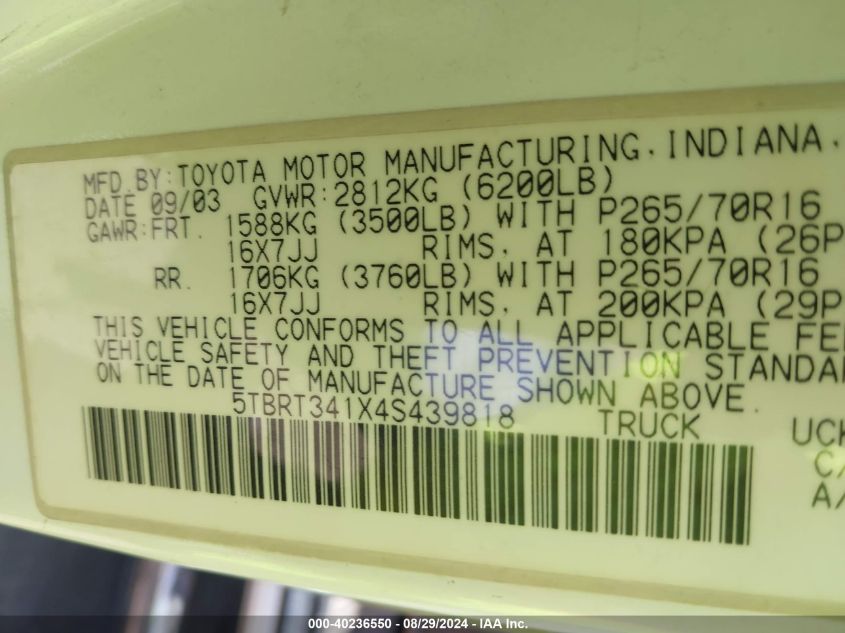 MFD.BY:TOYOTA MOTOR MANUFACTURING.INDIANA.
DATE 09/03 GVWR:2812KG (6200LB)
GAWR:FRT. 1588KG (3500LB) WITH P265/70R16
16X7JJ RIMS. AT 180KPA (26P
RR. 1706KG (3760LB) WITH P265/70R16
16X7JJ RIMS. AT 200KPA (29P
THIS VEHICLE CONFORMS TO ALL APPLICABLE FE
VEHICLE SAFETY AND THEFT PREVENTION STANDA
ON THE DATE OF MANUFACTURE SHOWN ABOVE.
5TBRT341X4S439818 TRUCK UCK
C/
A/
000-40236550 - 08/29/2024 - IAAI.com